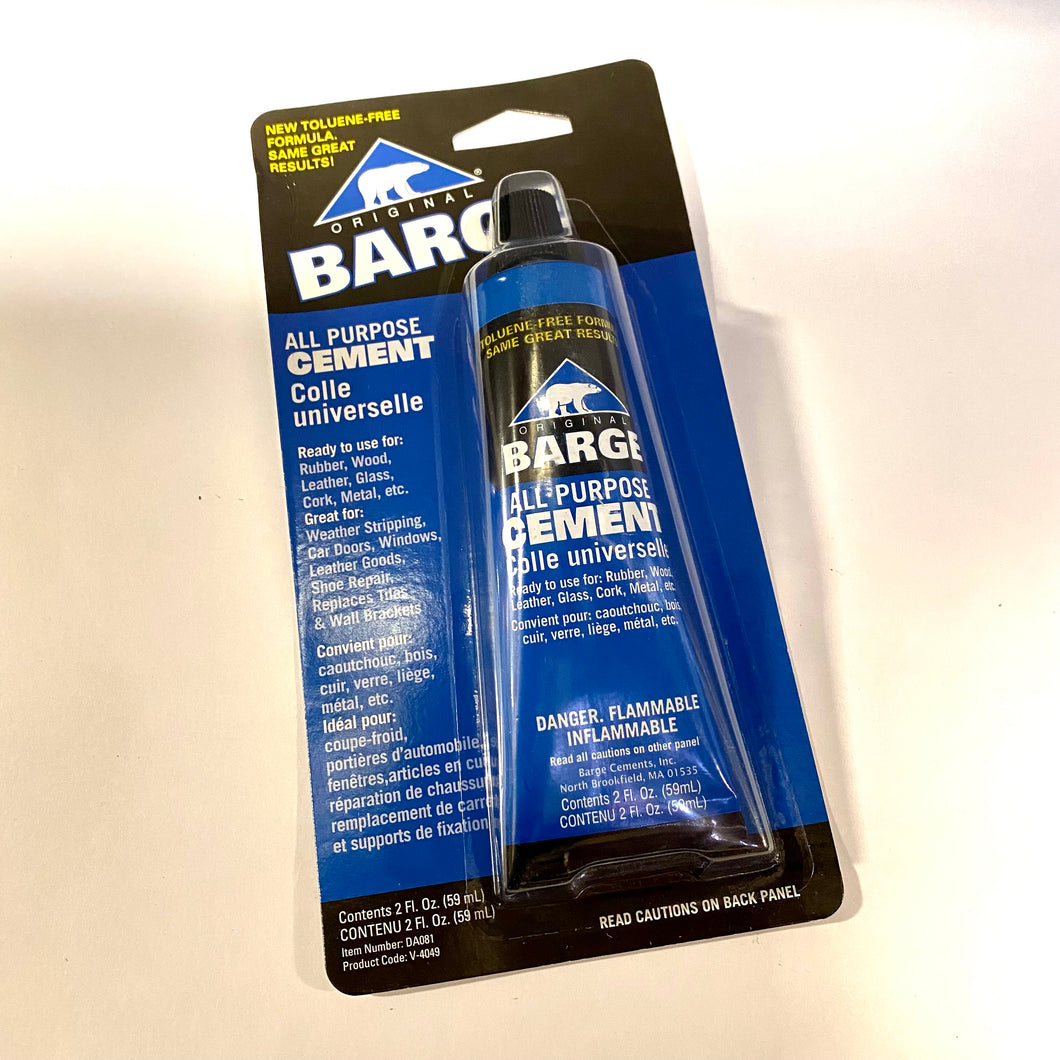 NEW TOLUENE-FREE
FORMULA.
SAME GREAT
RESULTS!
®
ORIGINAL
BARG
ALL PURPOSE
CEMENT
Colle
universelle
Ready to use for:
Rubber, Wood,
Leather, Glass,
Cork, Metal, etc.
Great for:
Weather Stripping,
Car Doors, Windows,
Leather Goods,
Shoe Repair,
Replaces Tiles
& Wall Brackets
Convient pour:
caoutchouc, bois,
cuir, verre, liège,
métal, etc.
Idéal pour:
coupe-froid,
portières d'automobile,
fenêtres,articles en cui
réparation de chaussu
remplacement de carre
et supports de fixation
Contents 2 Fl. Oz. (59 mL)
CONTENU 2 Fl. Oz. (59 mL)
Item Number: DA081
Product Code: V-4049
TOLUENE-FREE FORMU
SAME GREAT RESULT
ORIGINAL
BARGE
ALL PURPOSE
CEMENT
Colle universelle
Ready to use for: Rubber, Wood,
Leather, Glass, Cork, Metal, etc.
Convient pour: caoutchouc, bois,
cuir, verre, liège, métal, etc.
DANGER. FLAMMABLE
INFLAMMABLE
Read all cautions on other panel
Barge Cements, Inc.
North Brookfield, MA 01535
Contents 2 Fl. Oz. (59mL)
CONTENU 2 Fl. Oz. (59mL)
READ CAUTIONS ON BACK PANEL